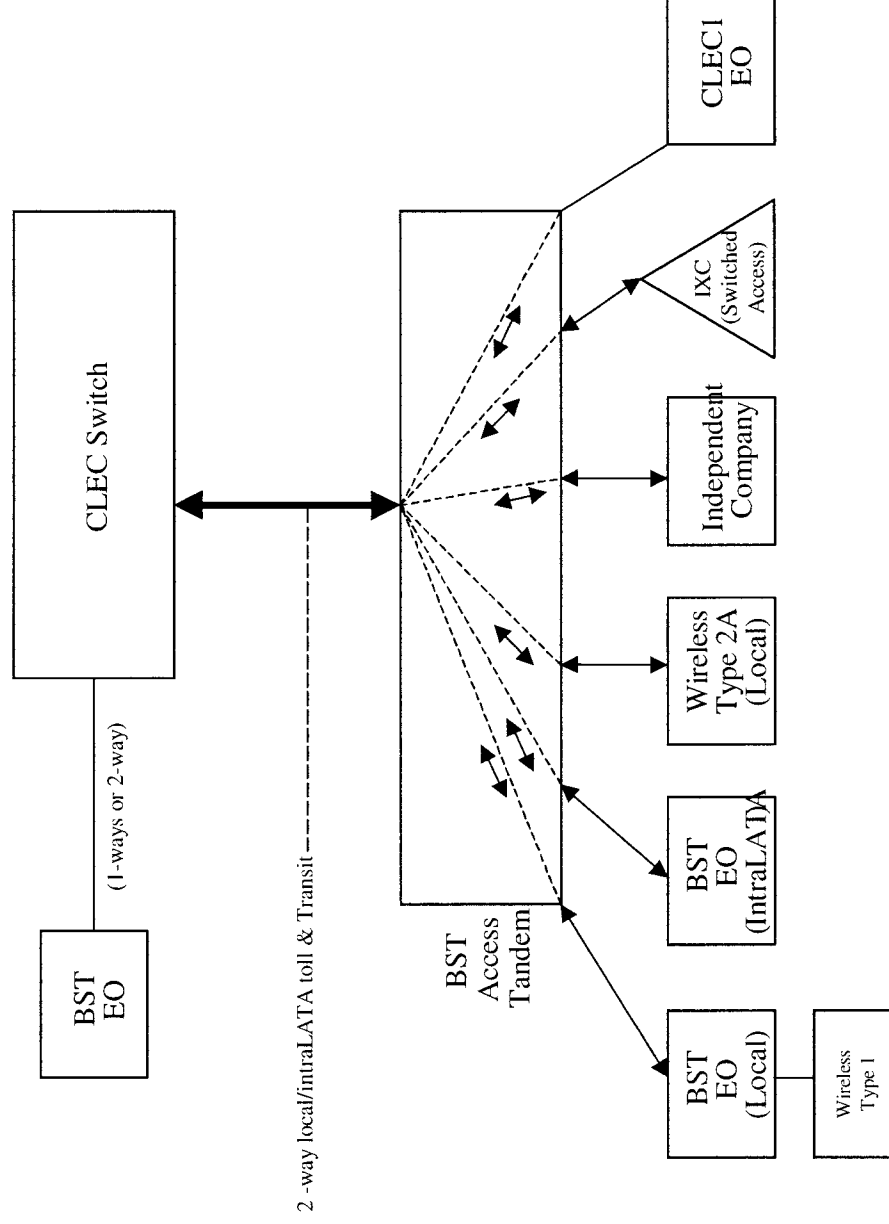 BST
EO
(1-ways or 2-way)
CLEC Switch
2 -way local/intraLATA toll & Transit
BST
Access
Tandem
BST
EO
(Local)
BST
EO
(IntraLATA)
Wireless
Type 2A
(Local)
Independent
Company
IXC
(Switched
Access)
CLEC1
EO
Wireless
Type 1